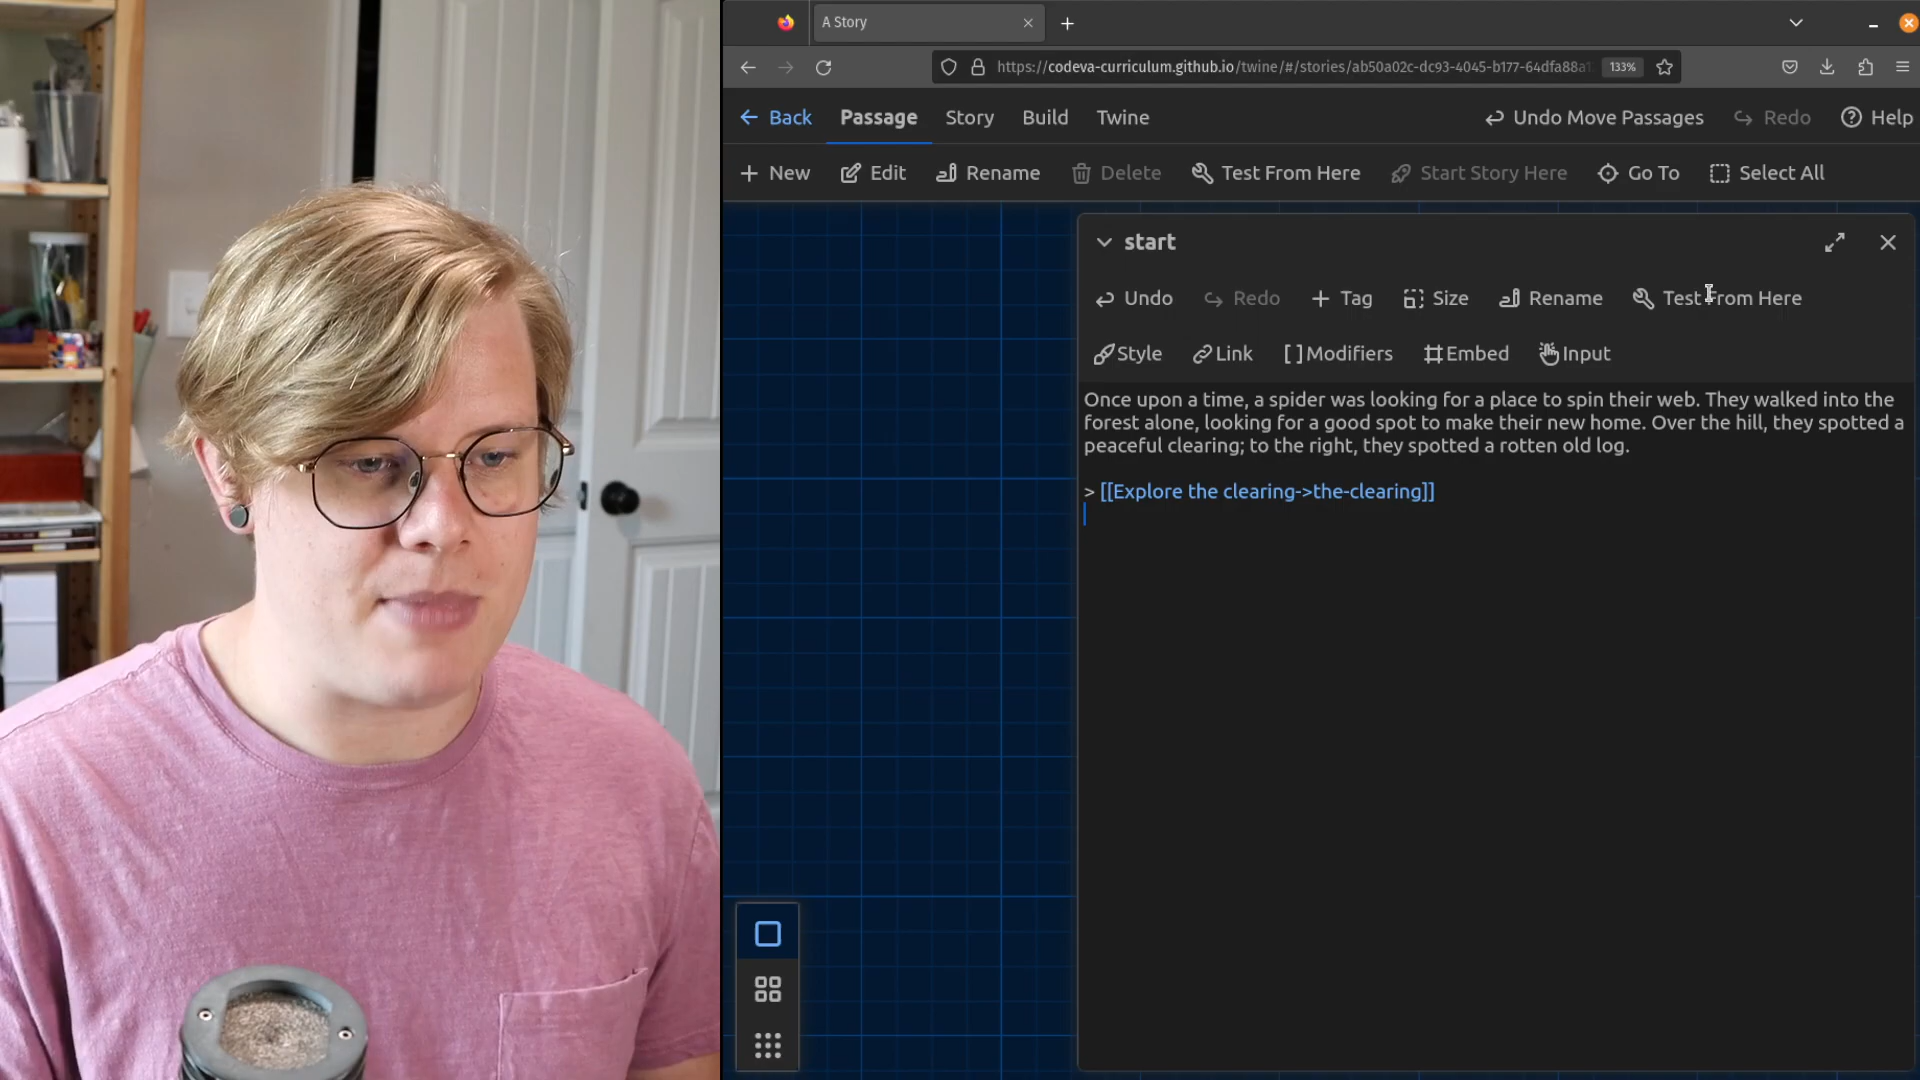 A Story
https://codeva-curriculum.github.io/twine/#/stories/ab50a02c-dc93-4045-b177-64dfa88a1
133%
Back Passage Story Build Twine Undo Move Passages Redo Help
New Edit Rename Delete Test From Here Start Story Here Go To Select All
start
Undo Redo Tag Size Rename Test From Here
Style Link Modifiers Embed Input
Once upon a time, a spider was looking for a place to spin their web. They walked into the
forest alone, looking for a good spot to make their new home. Over the hill, they spotted a
peaceful clearing; to the right, they spotted a rotten old log.
> [[Explore the clearing->the-clearing]]